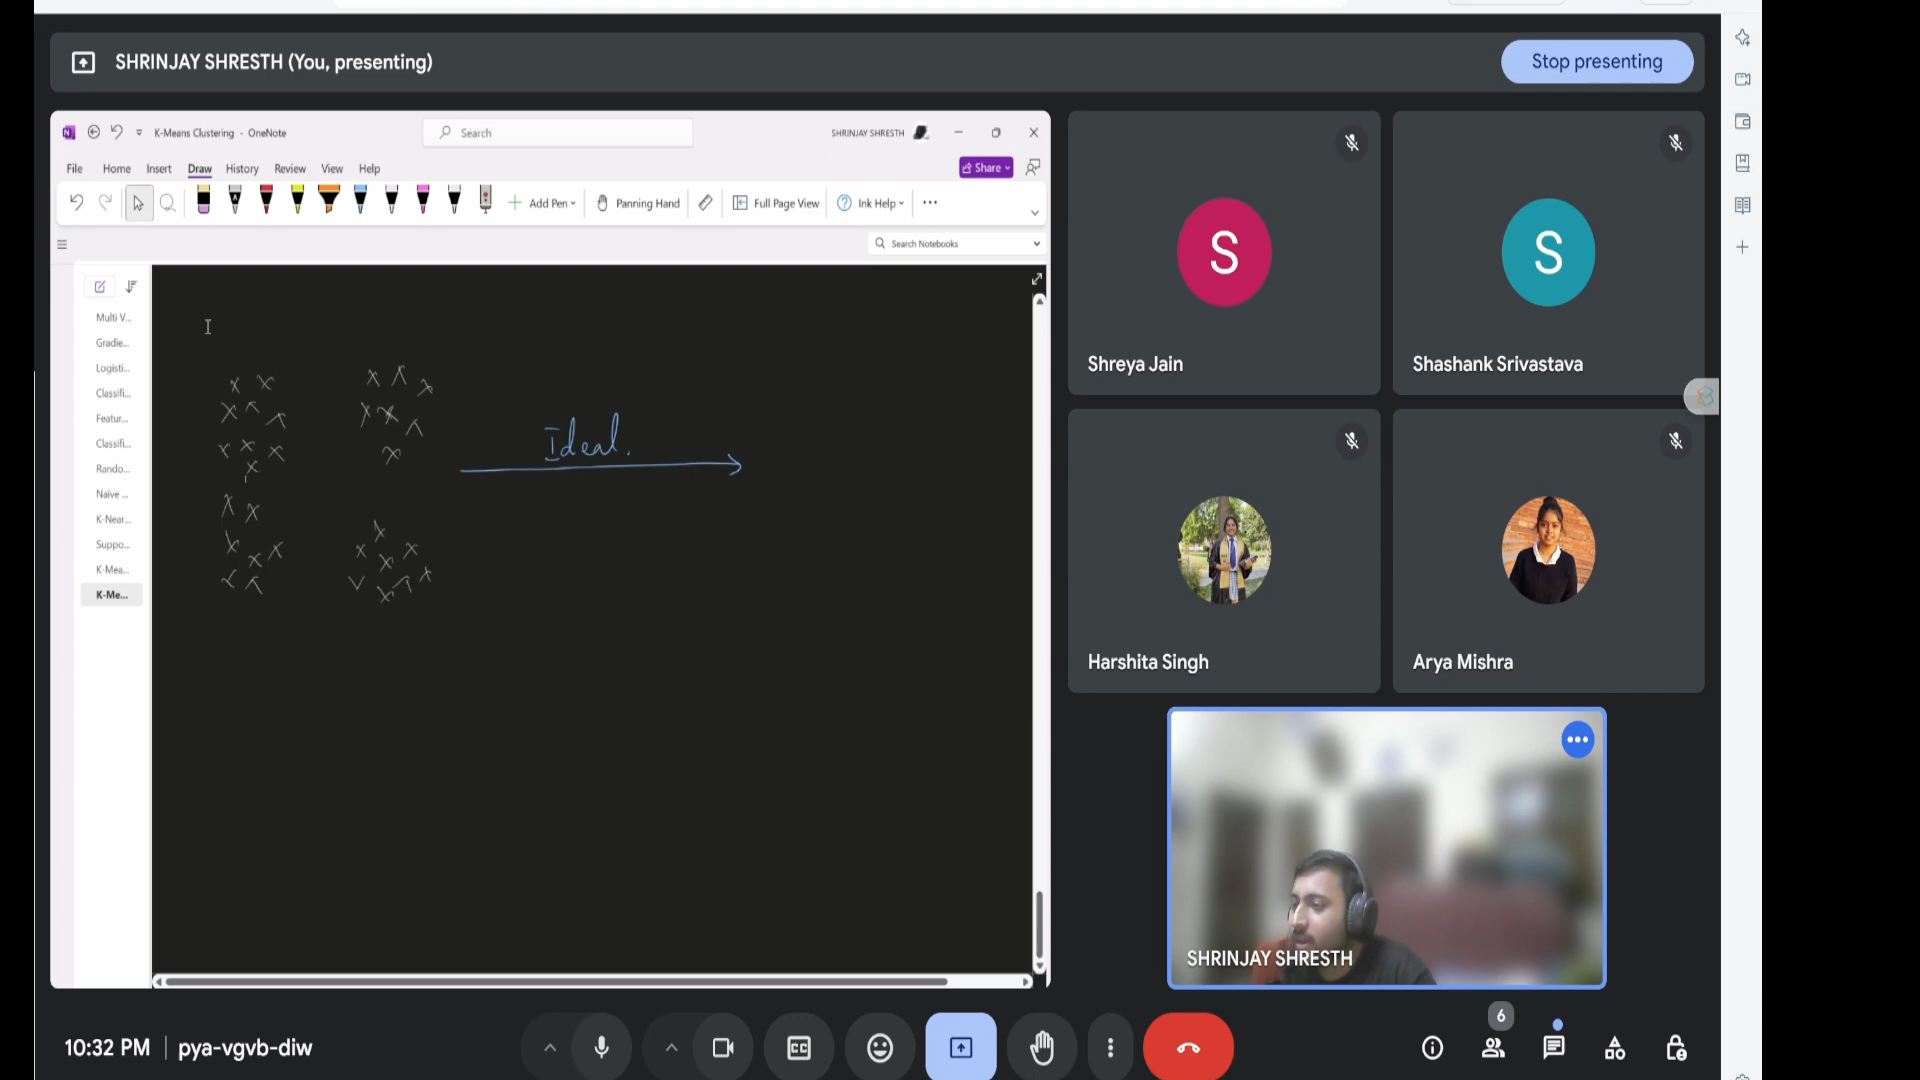 SHRINJAY SHRESTH (You, presenting)
Stop presenting
K-Means Clustering - OneNote
Search
SHRINJAY SHRESTH
File Home Insert Draw History Review View Help
Share
Add Pen
Panning Hand
Full Page View
Ink Help
Search Notebooks
Multi V...
Gradie...
Logisti...
Classifi...
Featur...
Classifi...
Rando...
Naïve ...
K-Near...
Suppo...
K-Mea...
K-Me...
Ideal.
S
Shreya Jain
S
Shashank Srivastava
Harshita Singh
Arya Mishra
SHRINJAY SHRESTH
10:32 PM | pya-vgvb-diw
CC
6